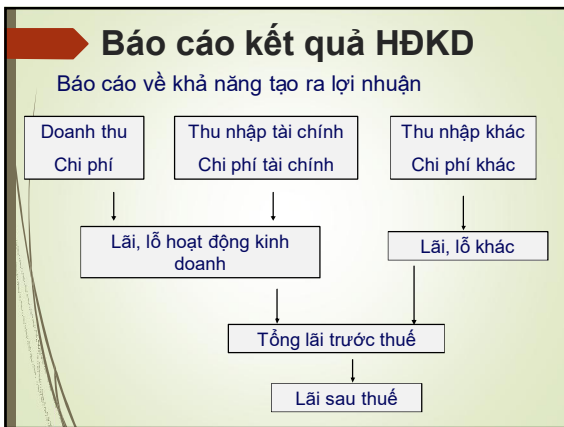 Báo cáo kết quả HĐKD
Báo cáo về khả năng tạo ra lợi nhuận
Doanh thu
Chi phí
Thu nhập tài chính
Chi phí tài chính
Thu nhập khác
Chi phí khác
Lãi, lỗ hoạt động kinh
doanh
Lãi, lỗ khác
Tổng lãi trước thuế
Lãi sau thuế